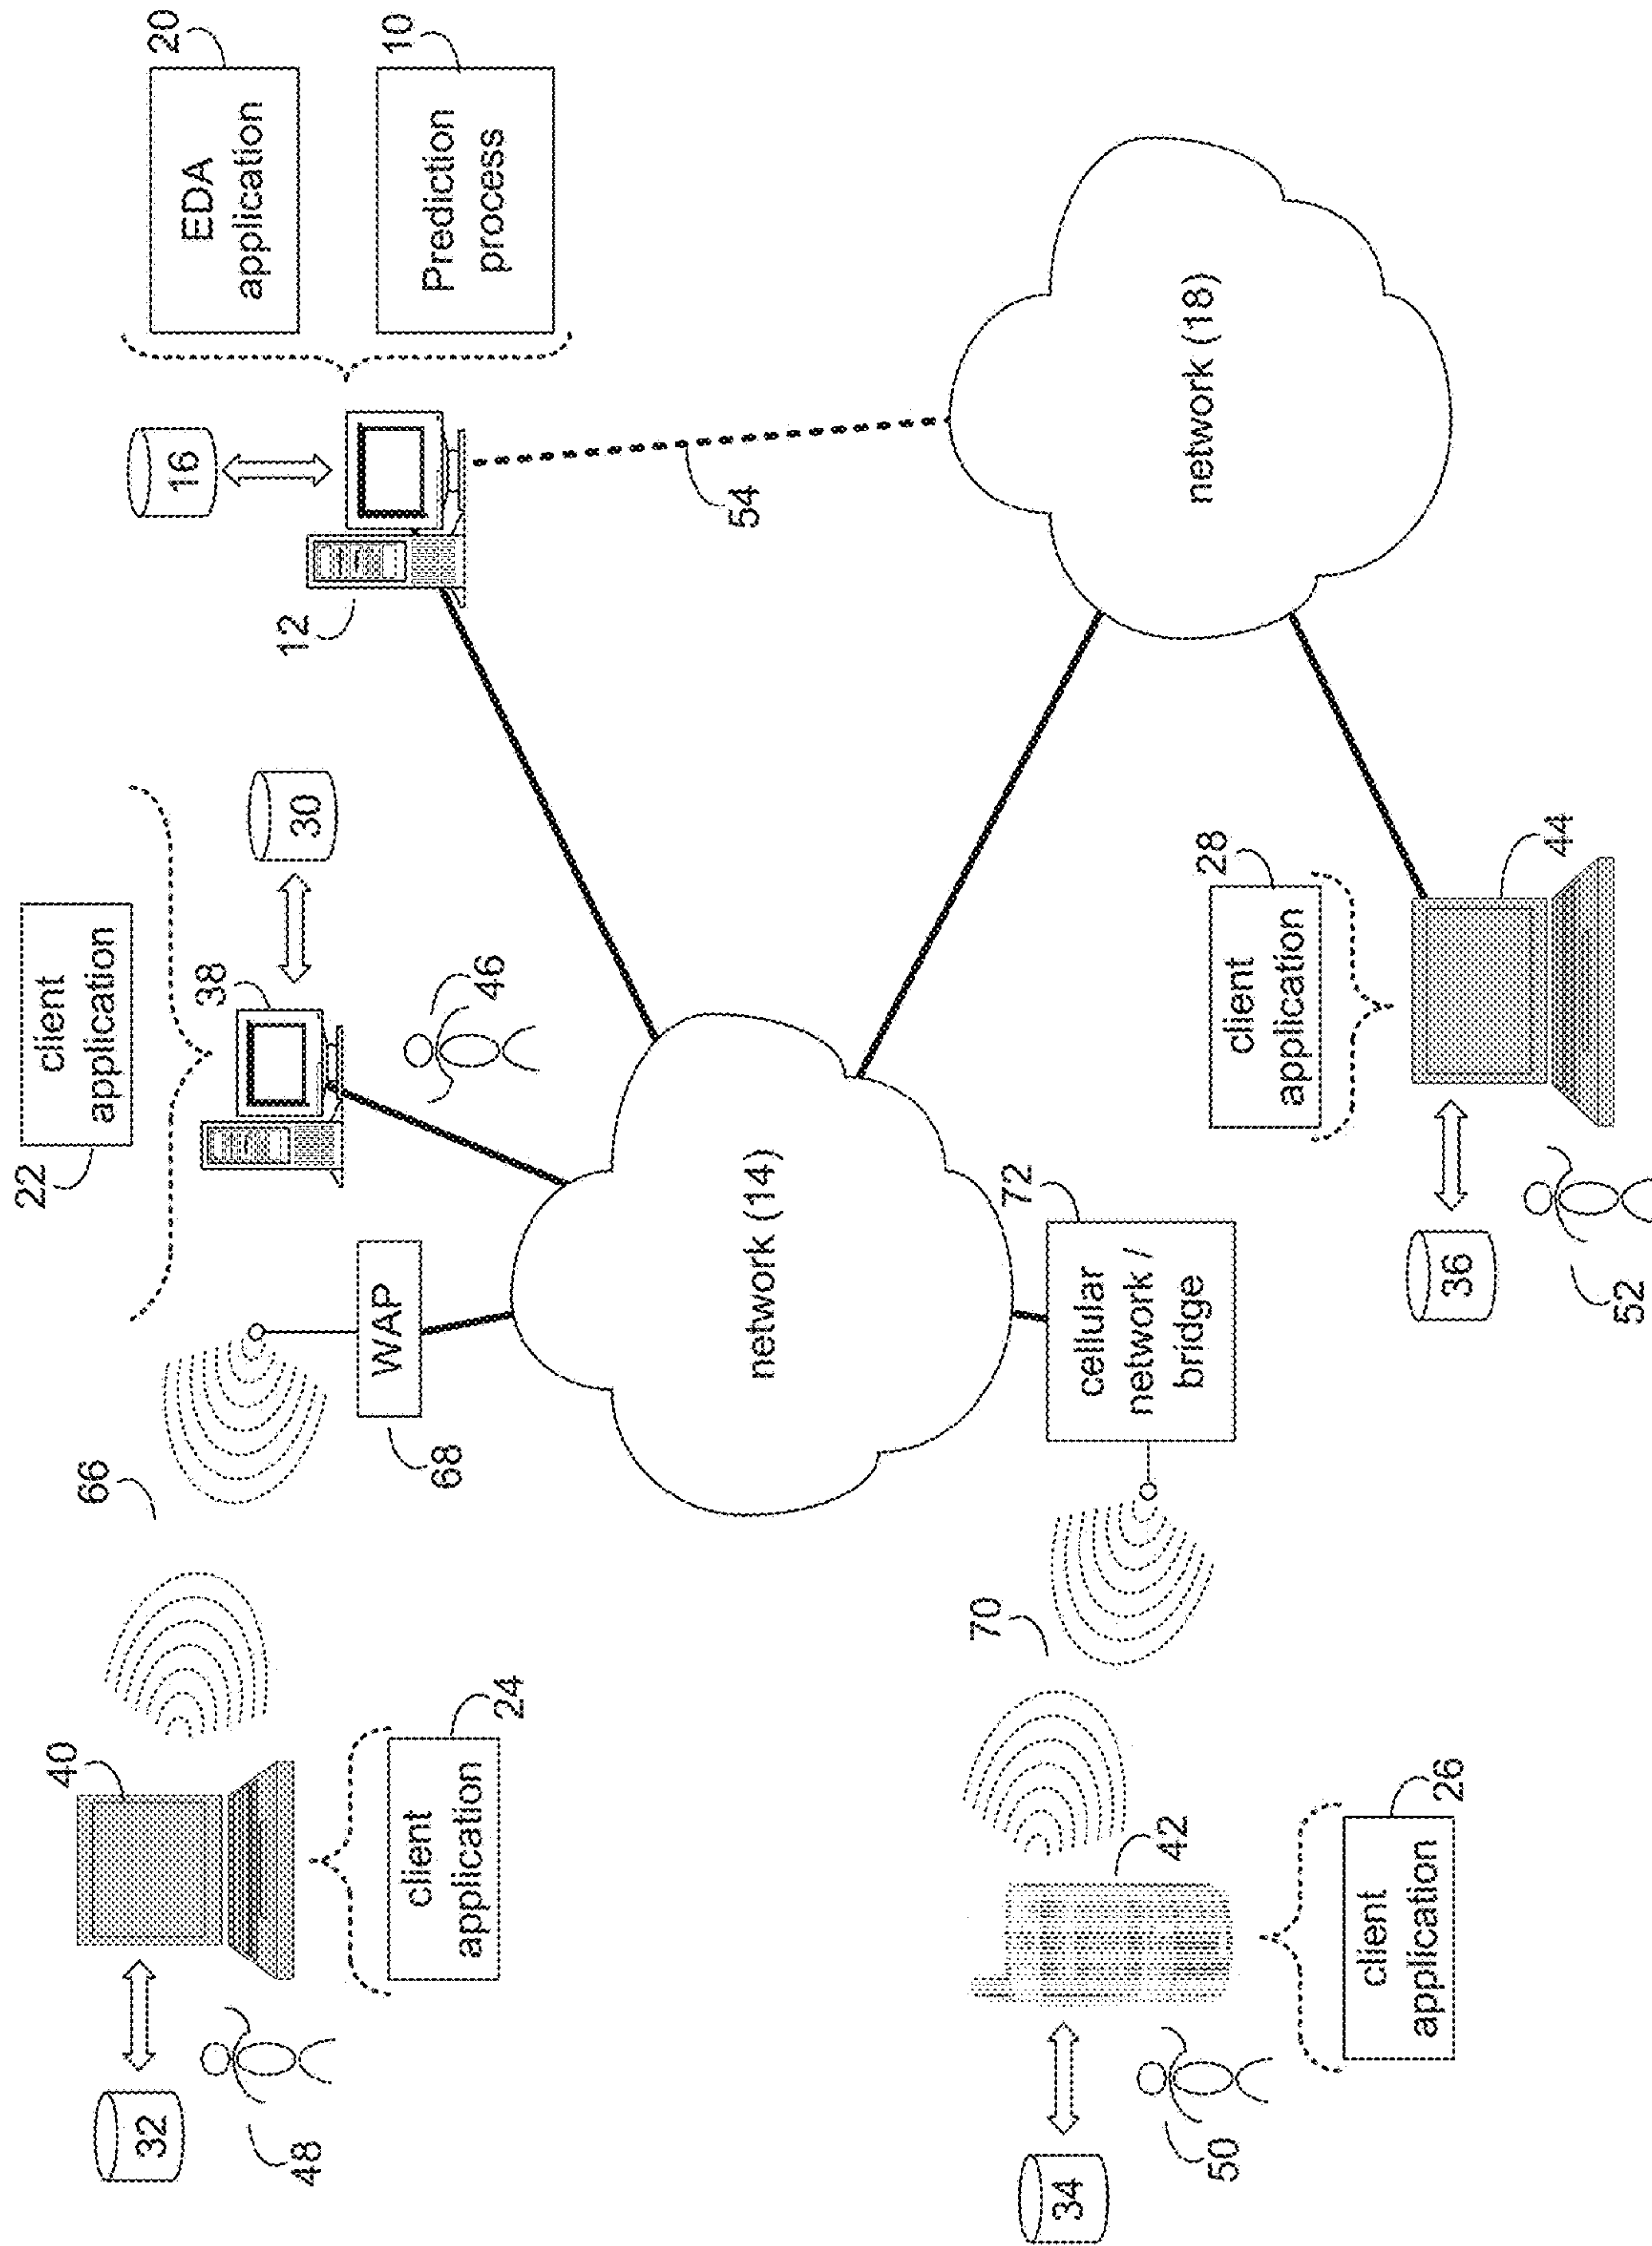 22
client
application
40
66
38
20
EDA
application
32
16
30
48
24
client
application
68
WAP
12
10
Prediction
process
46
54
network (14)
70
42
34
50
72
cellular
network /
bridge
network (18)
28
client
application
26
client
application
36
44
52